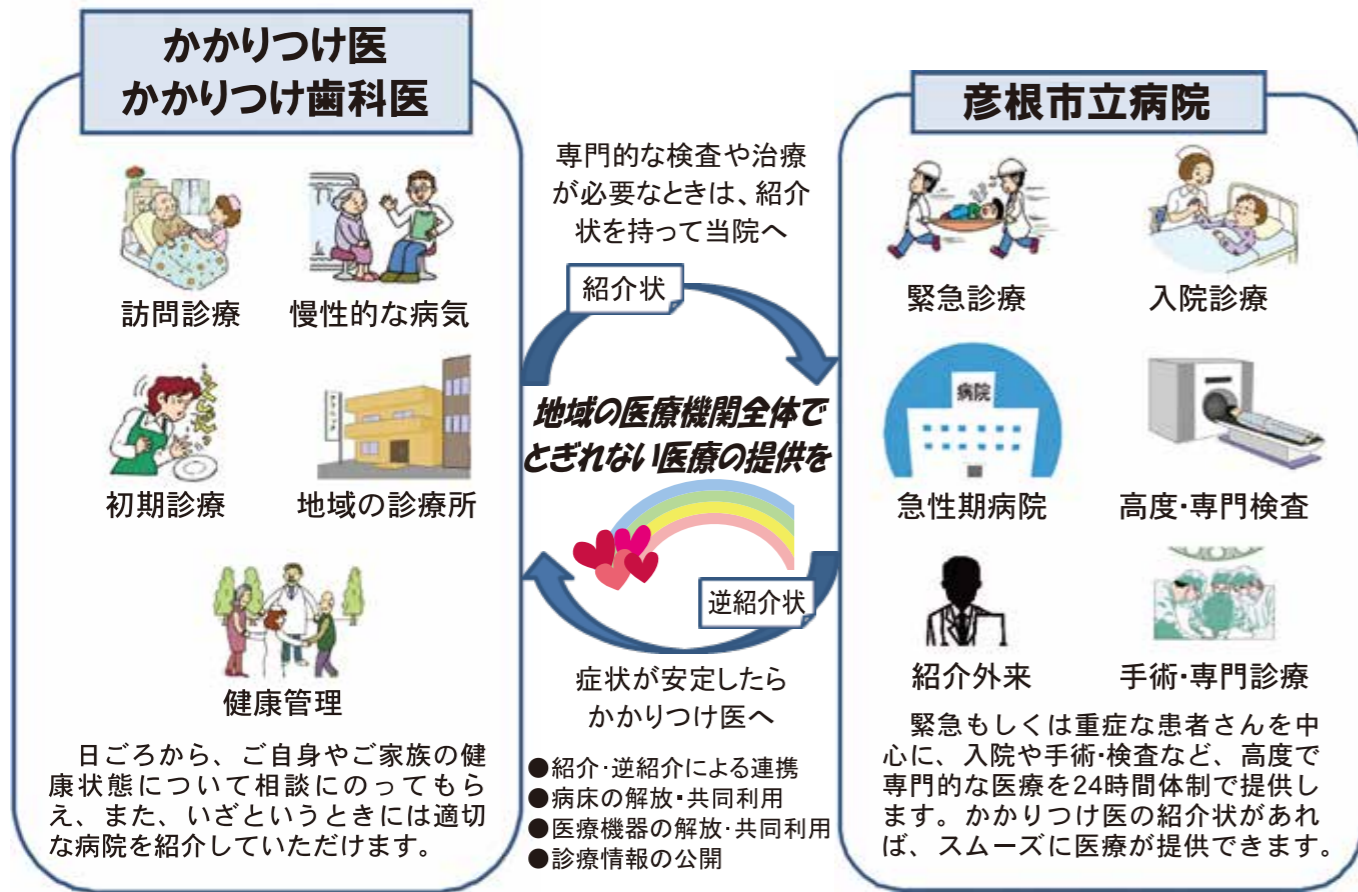 かかりつけ医
かかりつけ歯科医
訪問診療
慢性的な病気
初期診療
地域の診療所
健康管理
日ごろから、ご自身やご家族の健
康状態について相談にのってもら
え、また、いざというときには適切
な病院を紹介していただけます。
専門的な検査や治療
が必要なときは、紹介
状を持って当院へ
紹介状
地域の医療機関全体で
とぎれない医療の提供を
逆紹介状
症状が安定したら
かかりつけ医へ
●紹介・逆紹介による連携
●病床の解放・共同利用
●医療機器の解放・共同利用
●診療情報の公開
彦根市立病院
緊急診療
入院診療
病院
急性期病院
高度・専門検査
紹介外来
手術・専門診療
緊急もしくは重症な患者さんを中
心に、入院や手術・検査など、高度で
専門的な医療を24時間体制で提供し
ます。かかりつけ医の紹介状があれ
ば、スムーズに医療が提供できます。